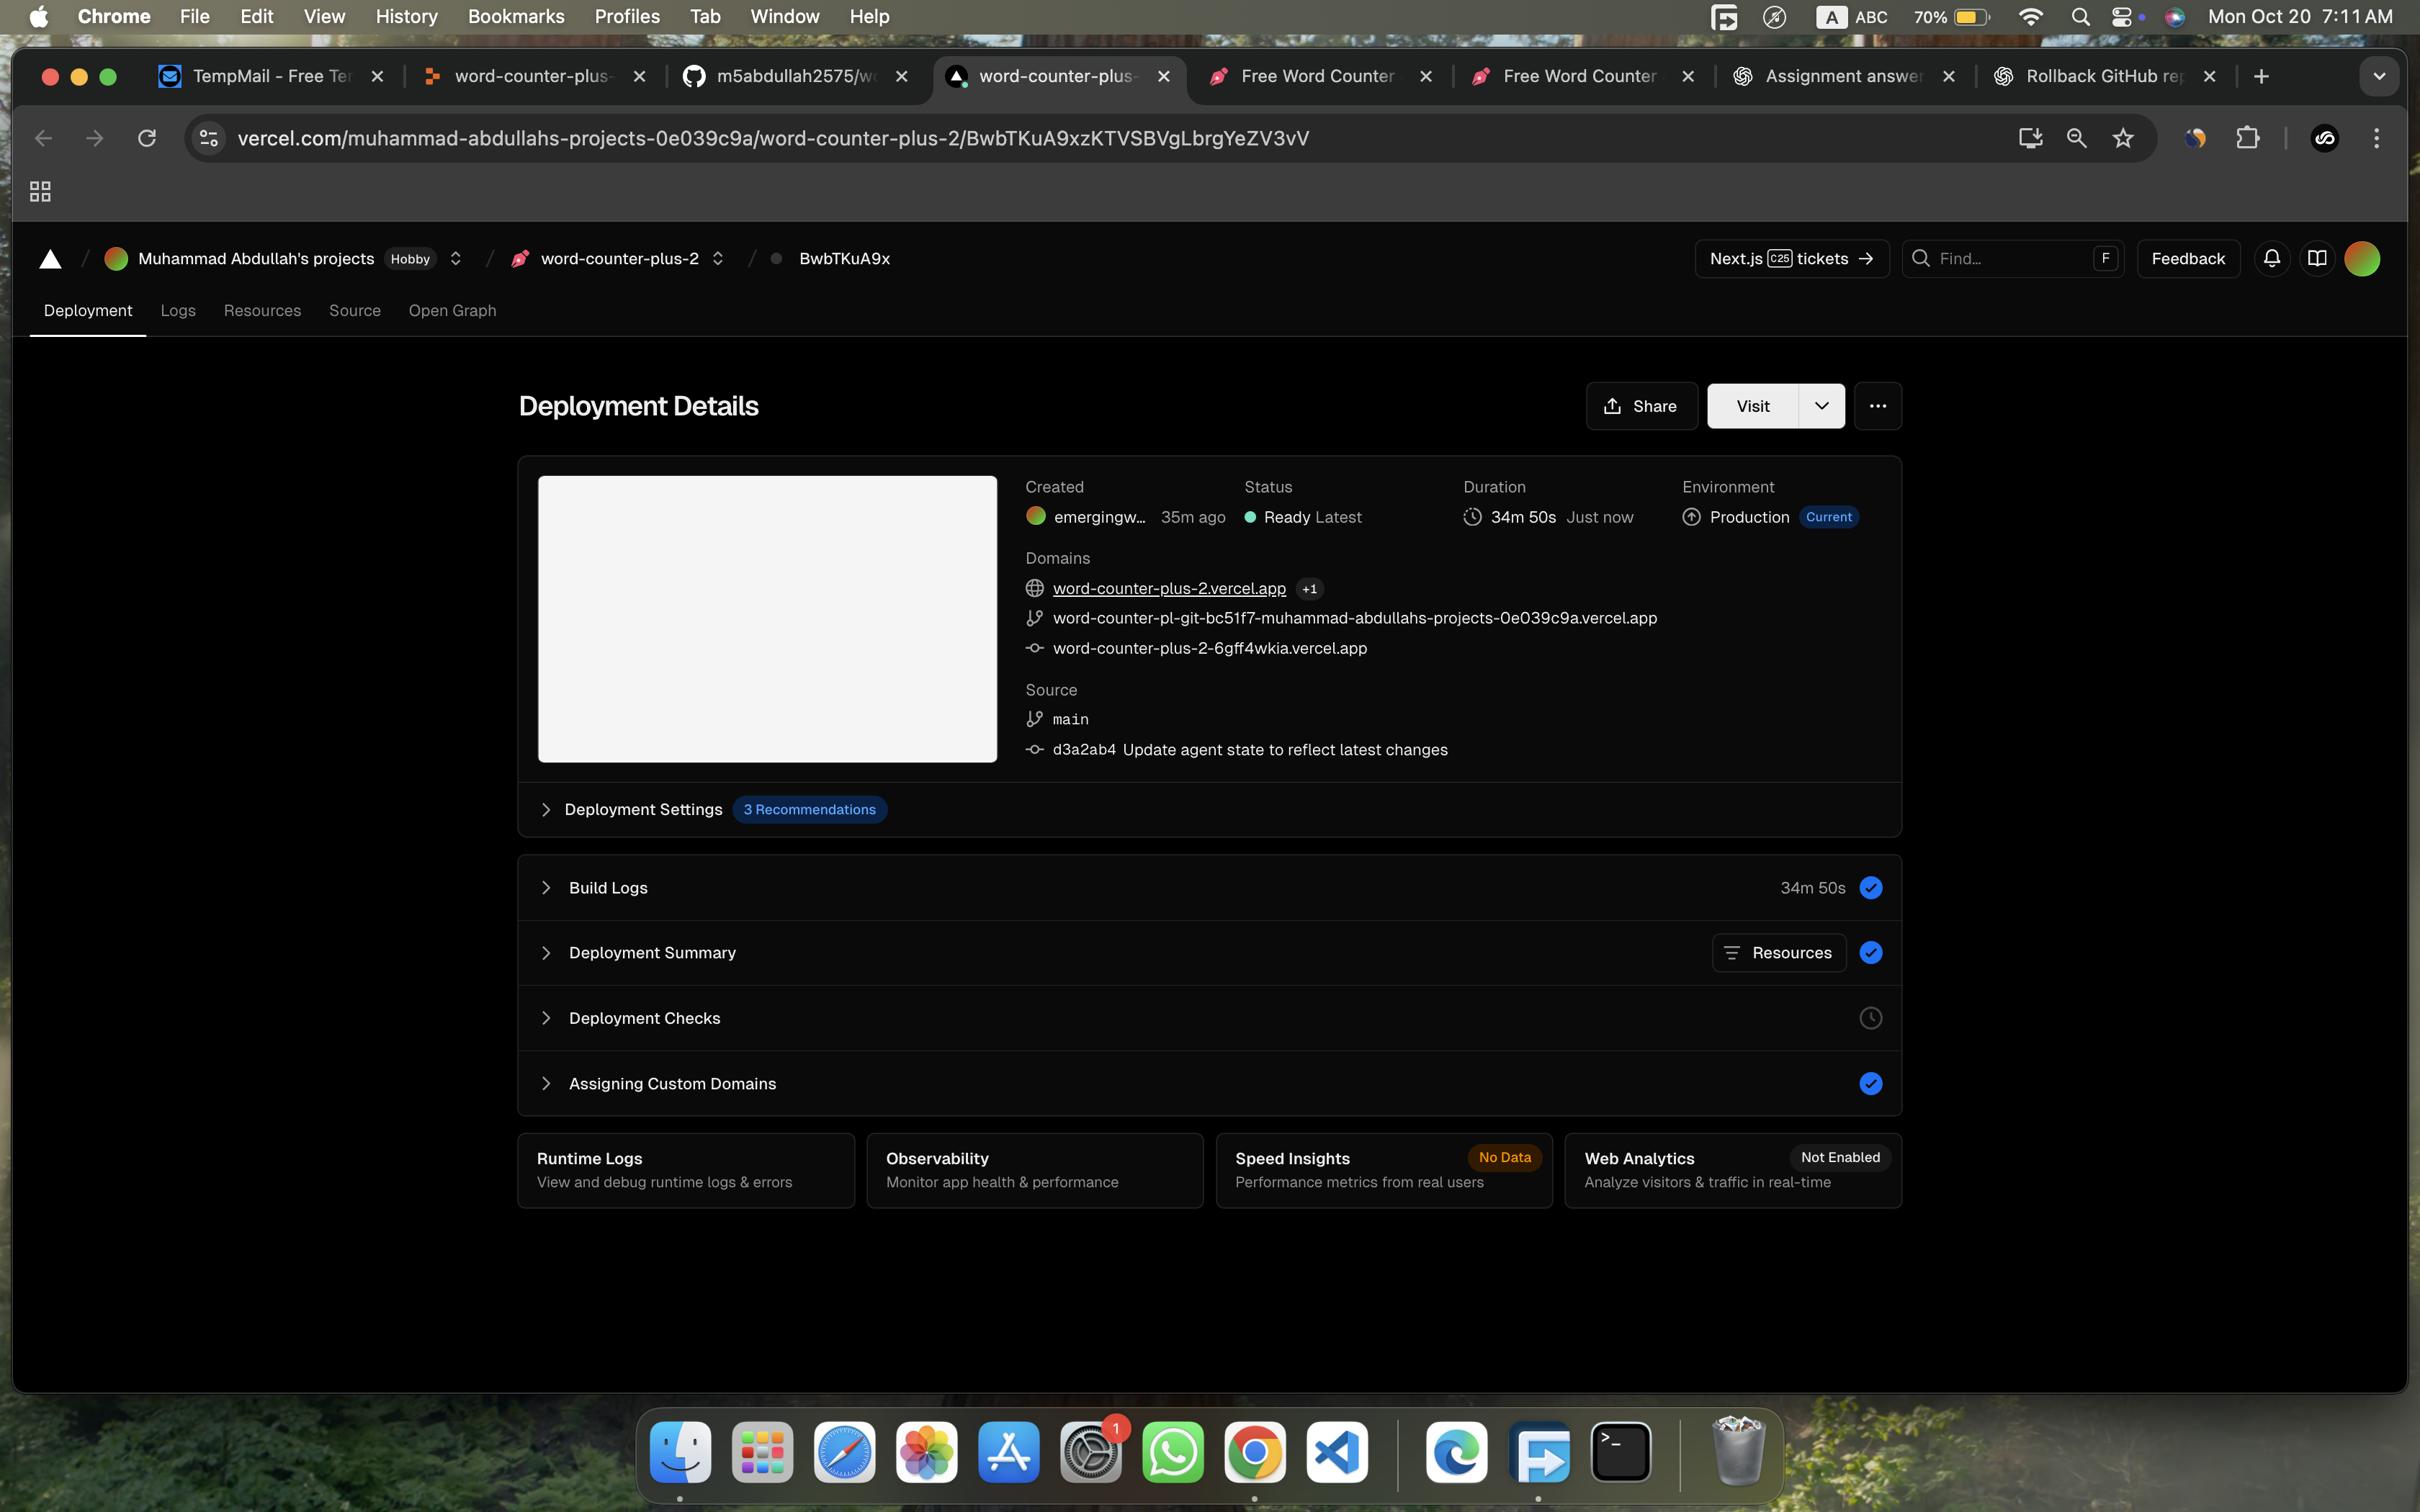 Chrome File Edit View History Bookmarks Profiles Tab Window Help A ABC 70% Mon Oct 20 7:11 AM
TempMail - Free Te word-counter-plus- m5abdullah2575/w word-counter-plus- Free Word Counter Free Word Counter Assignment answer Rollback GitHub re
vercel.com/muhammad-abdullahs-projects-0e039c9a/word-counter-plus-2/BwbTKuA9xzKTVSBVgLbrgYeZV3vV
/ Muhammad Abdullah's projects Hobby / word-counter-plus-2 / BwbTKuA9x Next.js C25 tickets → Find... F Feedback
Deployment Logs Resources Source Open Graph
Deployment Details Share Visit
Created Status Duration Environment
emergingw... 35m ago Ready Latest 34m 50s Just now Production Current
Domains
word-counter-plus-2.vercel.app +1
word-counter-pl-git-bc51f7-muhammad-abdullahs-projects-0e039c9a.vercel.app
word-counter-plus-2-6gff4wkia.vercel.app
Source
main
d3a2ab4 Update agent state to reflect latest changes
Deployment Settings 3 Recommendations
Build Logs 34m 50s
Deployment Summary Resources
Deployment Checks
Assigning Custom Domains
Runtime Logs Observability Speed Insights No Data Web Analytics Not Enabled
View and debug runtime logs & errors Monitor app health & performance Performance metrics from real users Analyze visitors & traffic in real-time
1
>_